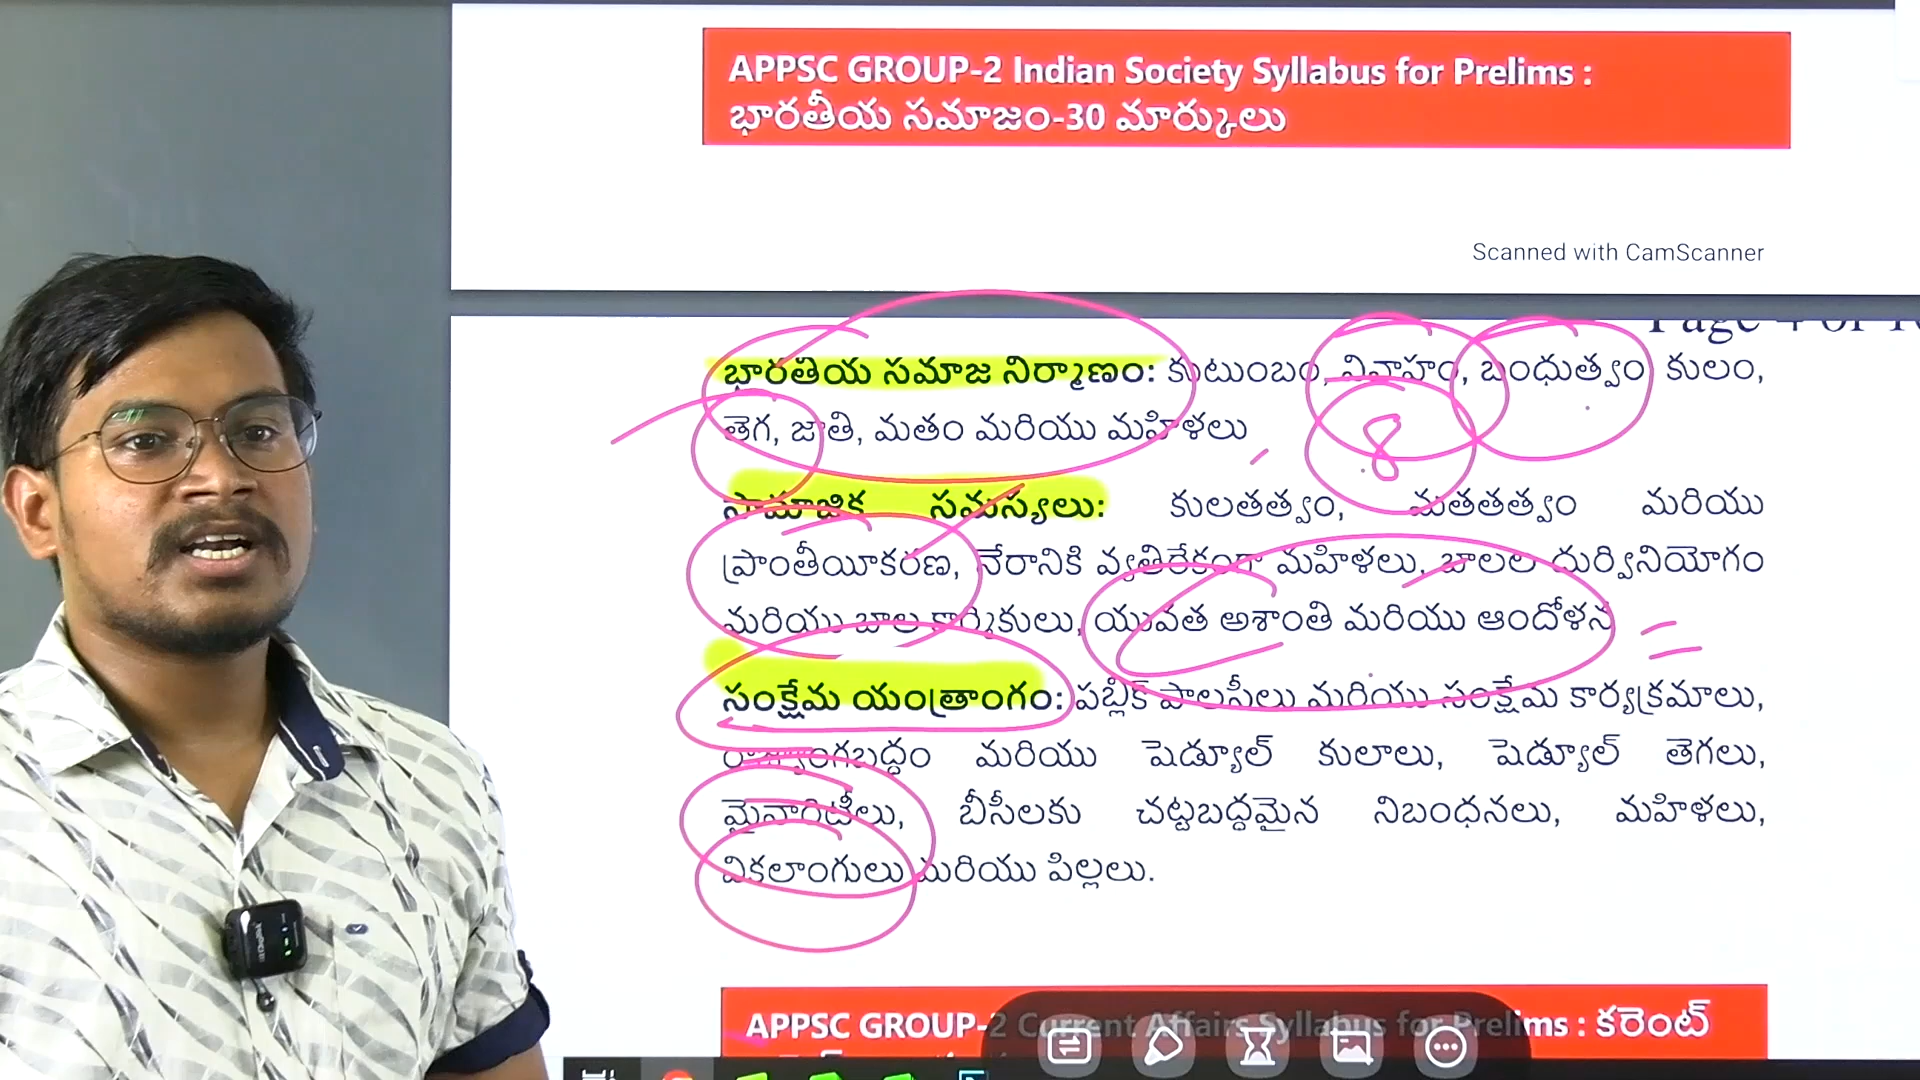 APPSC GROUP-2 Indian Society Syllabus for Prelims :
భారతీయ సమాజం-30 మార్కులు
Scanned with CamScanner
భారతీయ సమాజ నిర్మాణం: కుటుంబం, వివాహం, బంధుత్వం కులం,
తెగ, జాతి, మతం మరియు మహిళలు
8
సామాజిక సమస్యలు: కులతత్వం, మతతత్వం మరియు
ప్రాంతీయీకరణ, నేరానికి వ్యతిరేకంగా మహిళలు. బాలల దుర్వినియోగం
మరియు బాల కార్మికులు, యువత అశాంతి మరియు ఆందోళన
సంక్షేమ యంత్రాంగం: పబ్లిక్ పాలసీలు మరియు సంక్షేమ కార్యక్రమాలు,
రాజ్యాంగబద్ధం మరియు షెడ్యూల్ కులాలు, షెడ్యూల్ తెగలు,
మైనారిటీలు, బీసీలకు చట్టబద్ధమైన నిబంధనలు, మహిళలు,
వికలాంగులు మరియు పిల్లలు.
APPSC GROUP-2 Current Affairs Syllabus for Prelims : కరెంట్